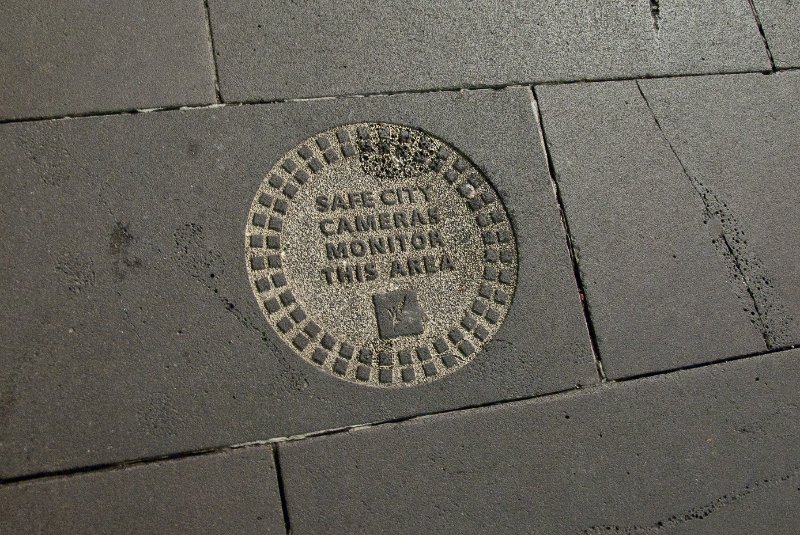 SAFE CITY
CAMERAS
MONITOR
THIS AREA